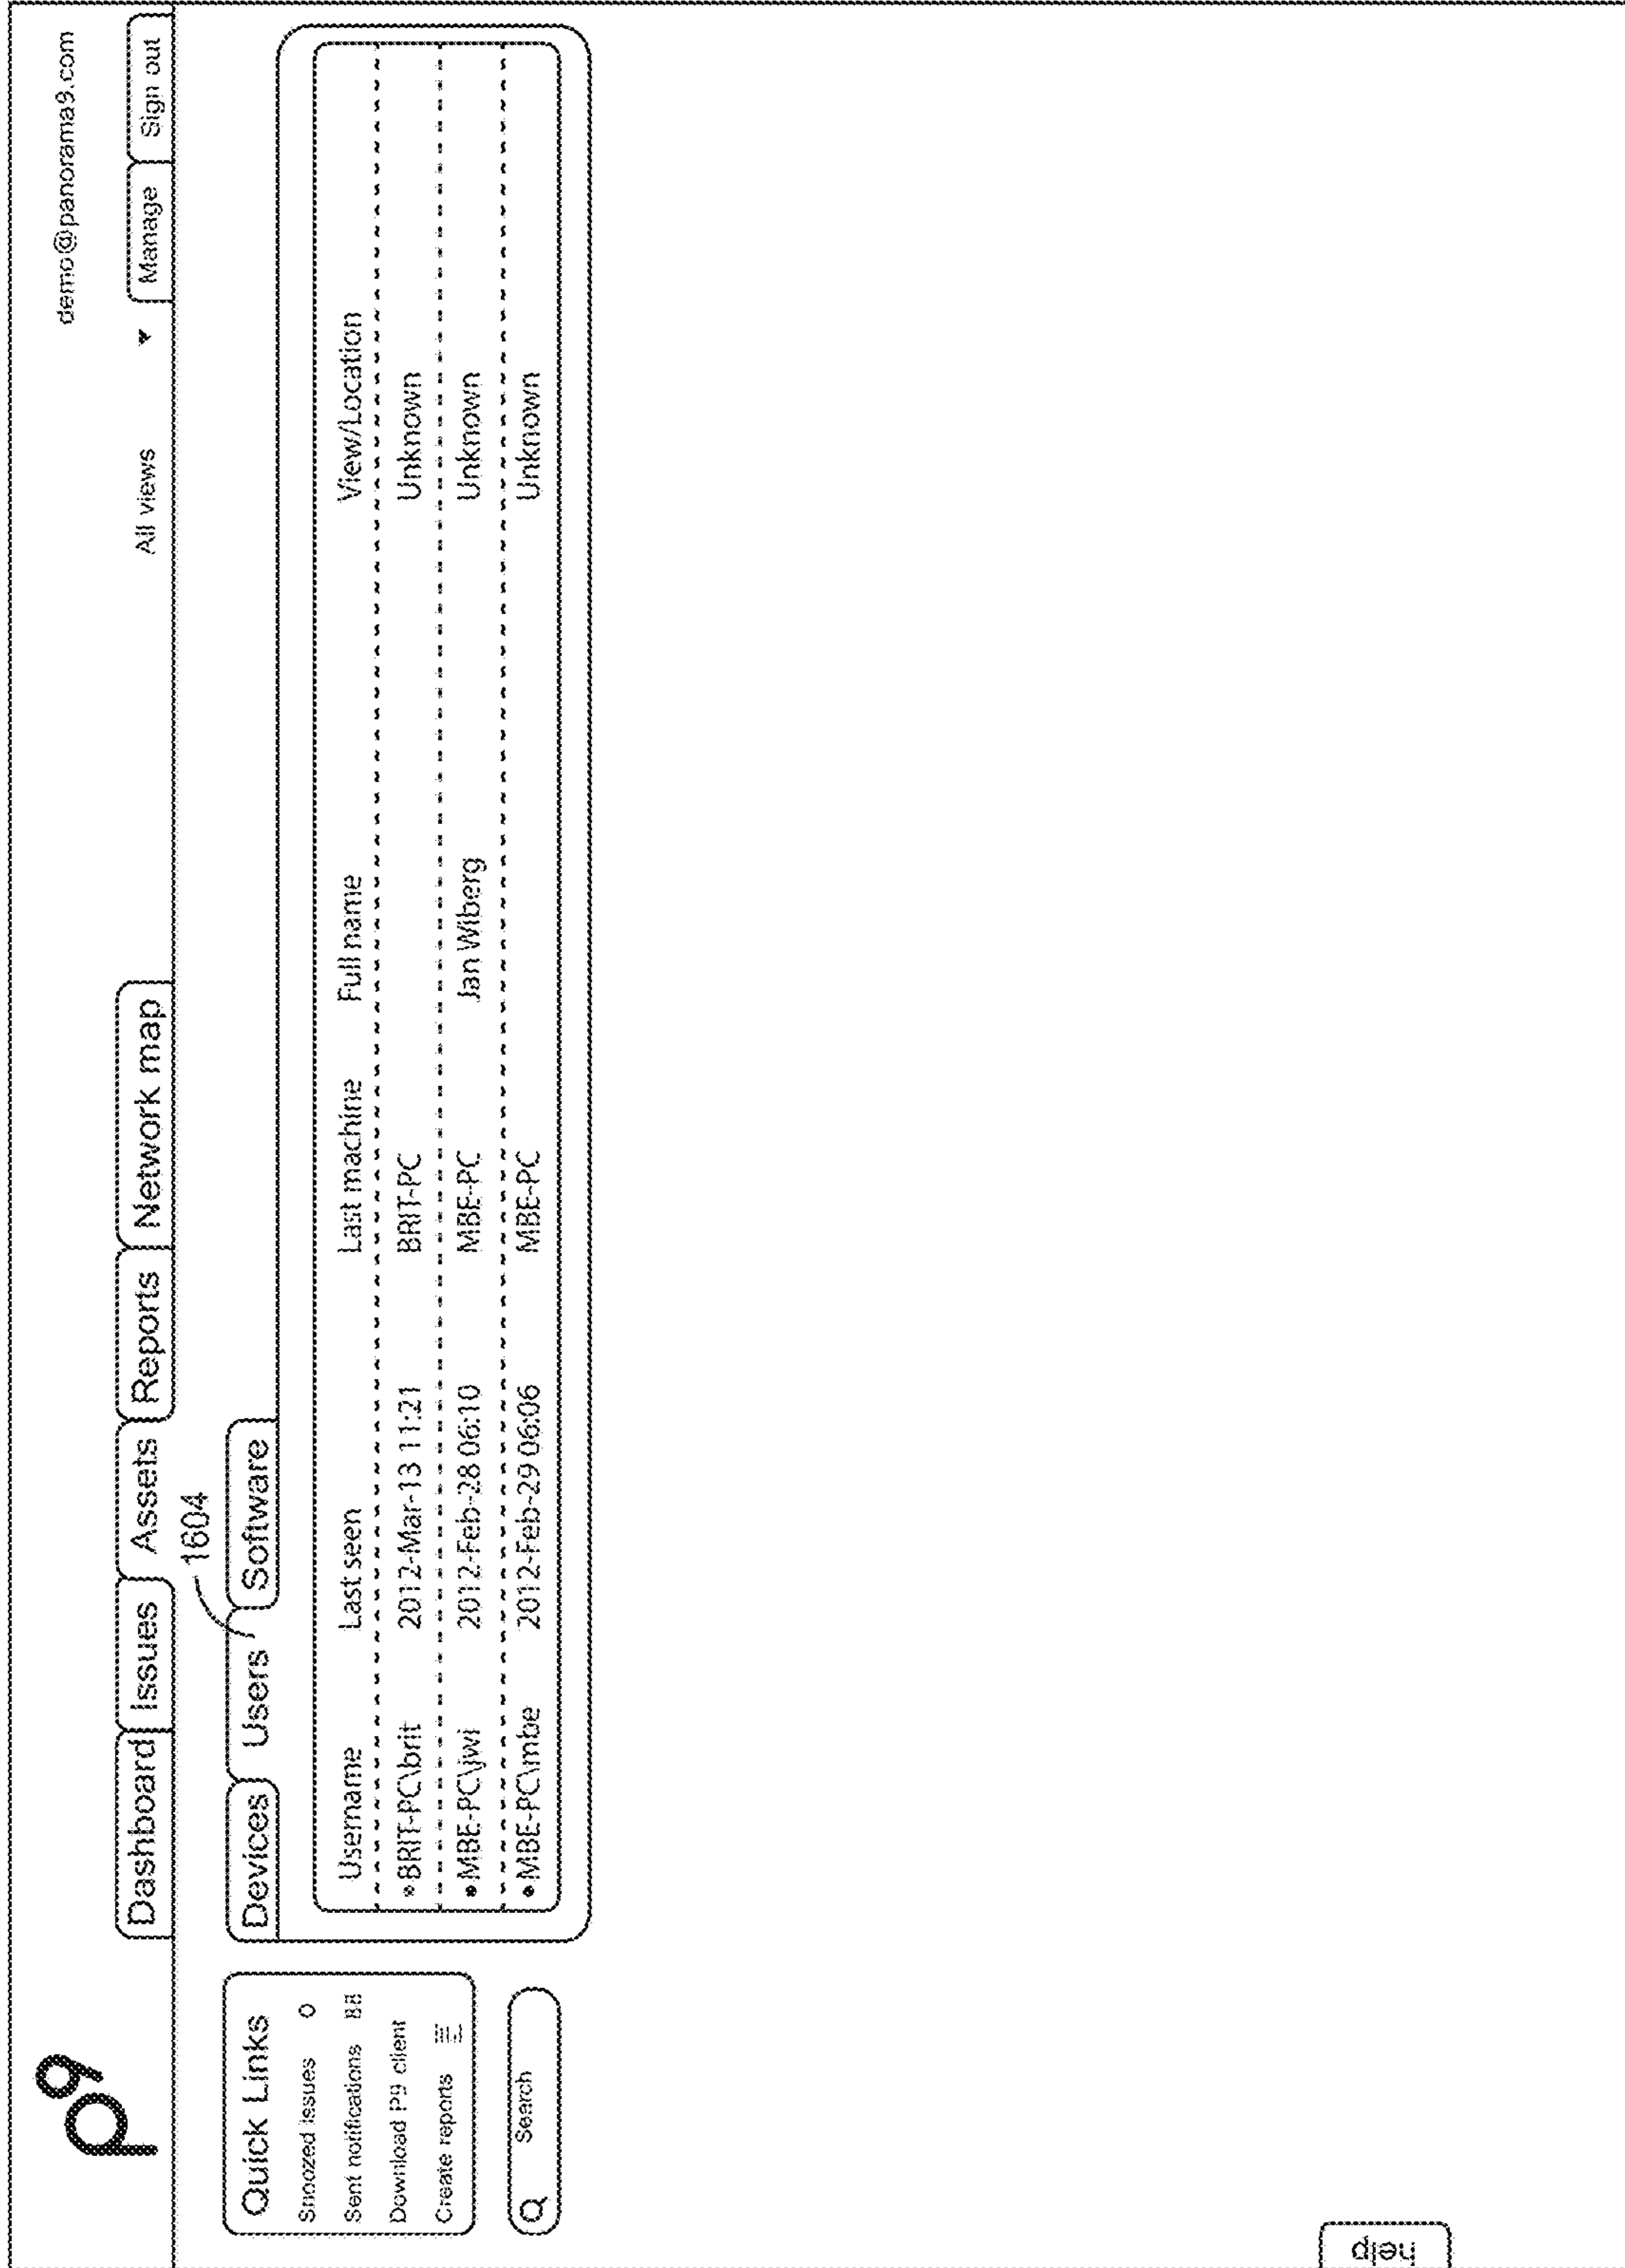 p9
demo@panorama9.com
Dashboard Issues Assets Reports Network map All views Manage Sign out
1604
Quick Links
Snoozed issues 0
Sent notifications 88
Download P9 client
Create reports
Search
Devices Users Software
Username Last seen Last machine Full name View/Location
BRIT-PC\brit 2012-Mar-13 11:21 BRIT-PC Unknown
MBE-PC\jwi 2012-Feb-28 06:10 MBE-PC Jan Wiberg Unknown
MBE-PC\mbe 2012-Feb-29 06:06 MBE-PC Unknown
help